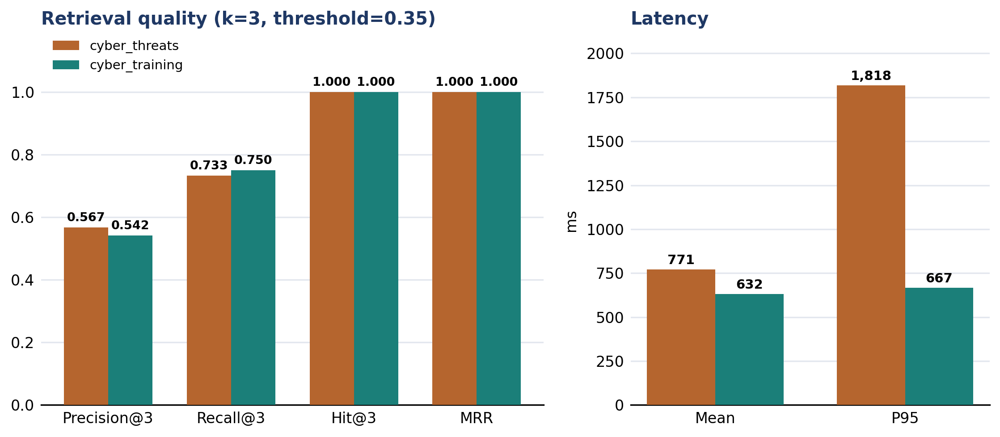 Retrieval quality (k=3, threshold=0.35)
cyber_threats
cyber_training
1.0
0.8
0.6
0.4
0.2
0.0
0.567
0.542
0.733
0.750
1.000
1.000
1.000
1.000
Precision@3
Recall@3
Hit@3
MRR
Latency
ms
2000
1750
1500
1250
1000
750
500
250
0
771
632
1,818
667
Mean
P95